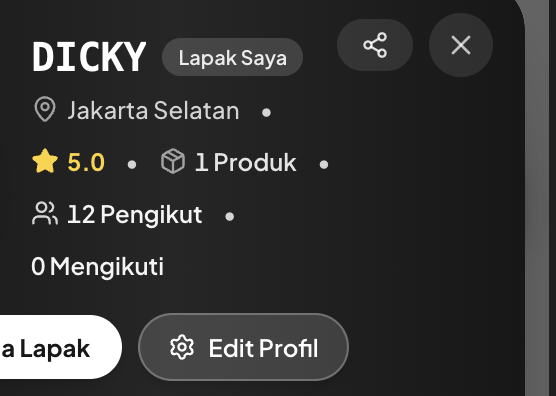 DICKY Lapak Saya
Jakarta Selatan •
5.0 • 1 Produk •
12 Pengikut •
0 Mengikuti
a Lapak Edit Profil